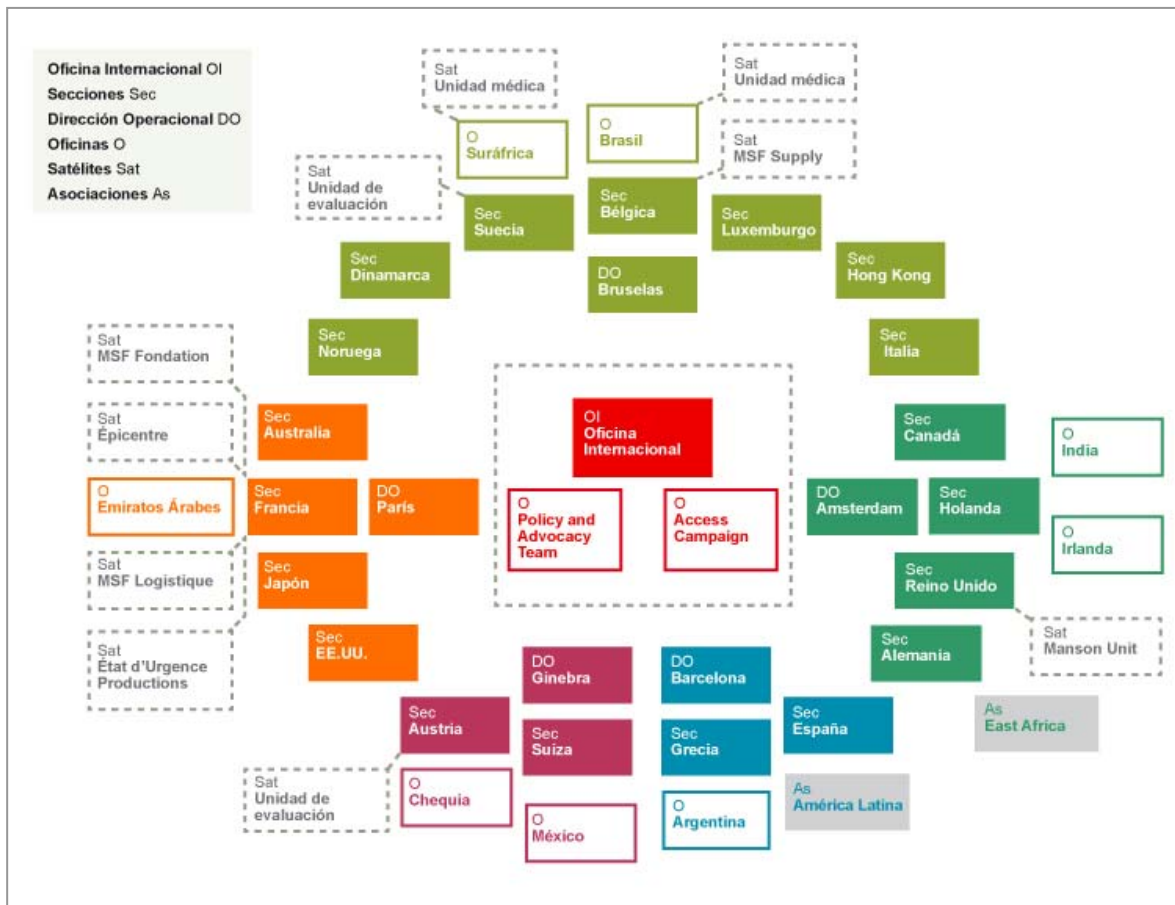 Oficina Internacional OI
Secciones Sec
Dirección Operacional DO
Oficinas O
Satélites Sat
Asociaciones As
Sat
Unidad médica
Sat
Unidad médica
O
Suráfrica
O
Brasil
Sat
MSF Supply
Sat
Unidad de
evaluación
Sec
Suecia
Sec
Bélgica
Sec
Luxemburgo
Sec
Dinamarca
DO
Bruselas
Sec
Hong Kong
Sec
Noruega
Sec
Italia
Sat
MSF Fondation
Sat
Épicentre
O
Emiratos Árabes
Sat
MSF Logistique
Sat
État d'Urgence
Productions
Sec
Australia
Sec
Francia
DO
París
Sec
Japón
Sec
EE.UU.
OI
Oficina
Internacional
O
Policy and
Advocacy
Team
O
Access
Campaign
Sec
Canadá
DO
Amsterdam
Sec
Holanda
O
India
O
Irlanda
Sec
Reino Unido
Sat
Manson Unit
Sec
Alemania
As
East Africa
DO
Ginebra
Sec
Austria
Sec
Suiza
Sat
Unidad de
evaluación
O
Chequia
O
México
DO
Barcelona
Sec
Grecia
Sec
España
O
Argentina
As
América Latina